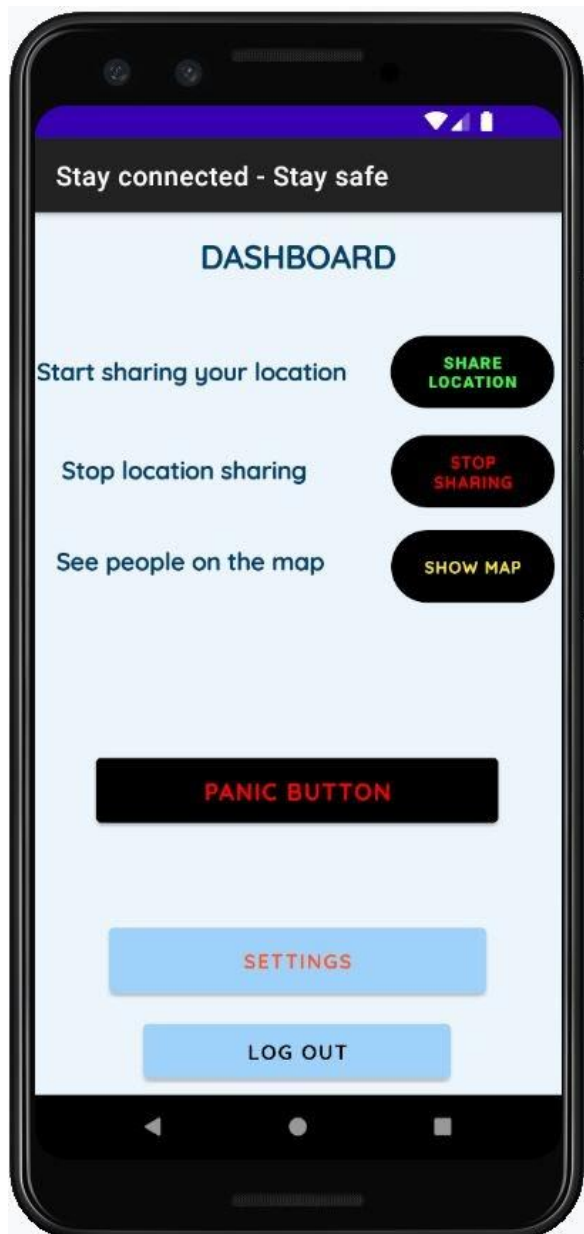 Stay connected - Stay safe
DASHBOARD
Start sharing your location
SHARE
LOCATION
Stop location sharing
STOP
SHARING
See people on the map
SHOW MAP
PANIC BUTTON
SETTINGS
LOG OUT